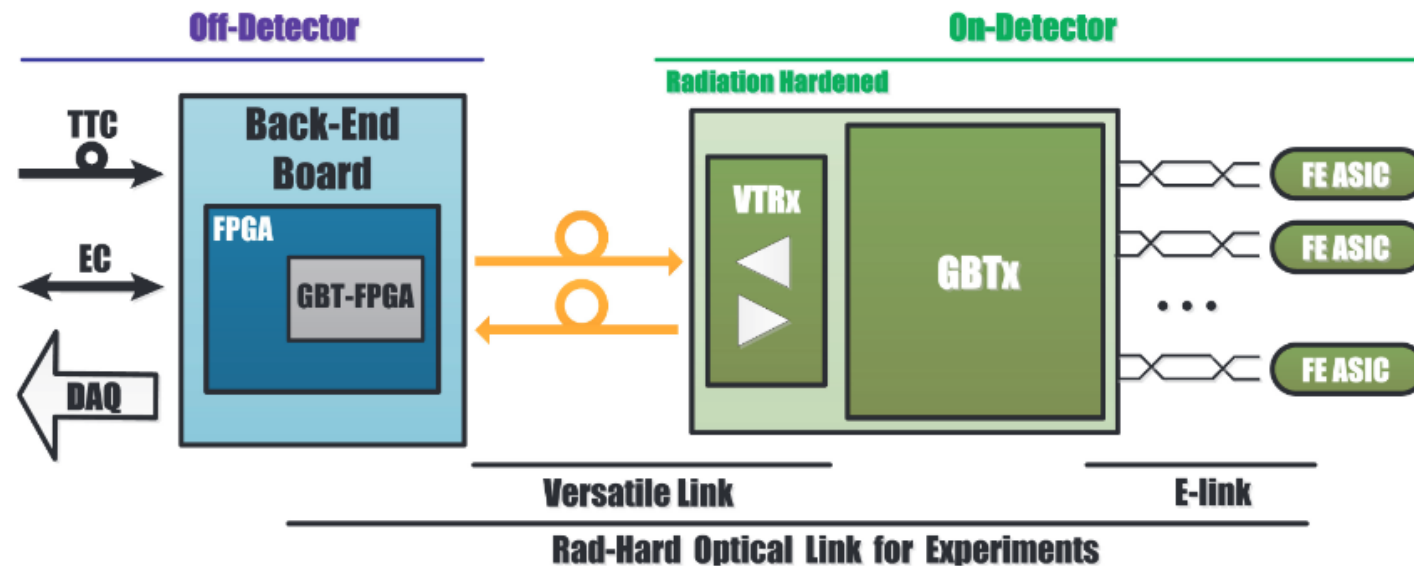 Off-Detector
On-Detector
Radiation Hardened
TTC
Back-End
Board
VTRx
FE ASIC
FPGA
EC
GBT-FPGA
GBTx
FE ASIC
...
DAQ
FE ASIC
Versatile Link
E-link
Rad-Hard Optical Link for Experiments